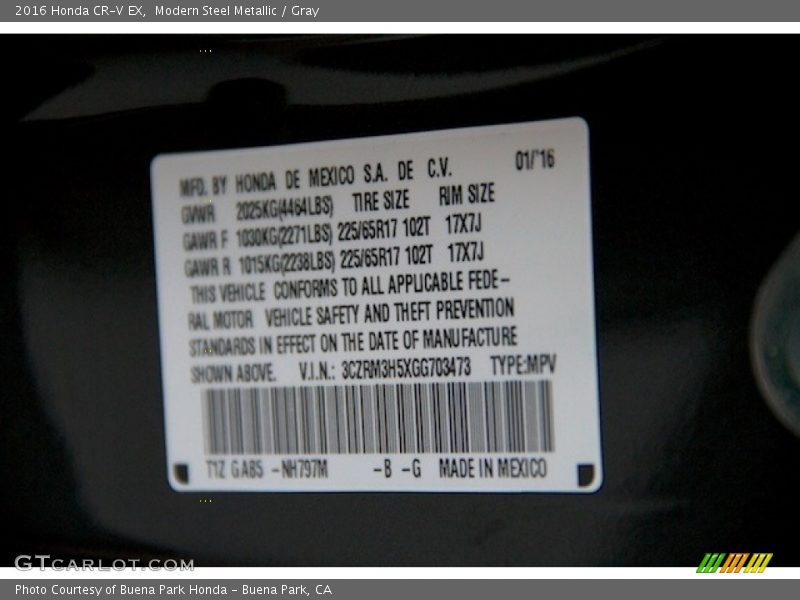 2016 Honda CR-V EX,  Modern Steel Metallic / Gray
MFD. BY HONDA DE MEXICO S.A. DE C.V. 01/'16
GVWR 2025KG(4464LBS) TIRE SIZE RIM SIZE
GAWR F 1030KG(2271LBS) 225/65R17 102T 17X7J
GAWR R 1015KG(2238LBS) 225/65R17 102T 17X7J
THIS VEHICLE CONFORMS TO ALL APPLICABLE FEDE-
RAL MOTOR VEHICLE SAFETY AND THEFT PREVENTION
STANDARDS IN EFFECT ON THE DATE OF MANUFACTURE
SHOWN ABOVE. V.I.N.: 3CZRM3H5XGG703473 TYPE:MPV
T1Z GA85 -NH797M -B -G MADE IN MEXICO
GTCARLOT.COM
Photo Courtesy of Buena Park Honda - Buena Park, CA